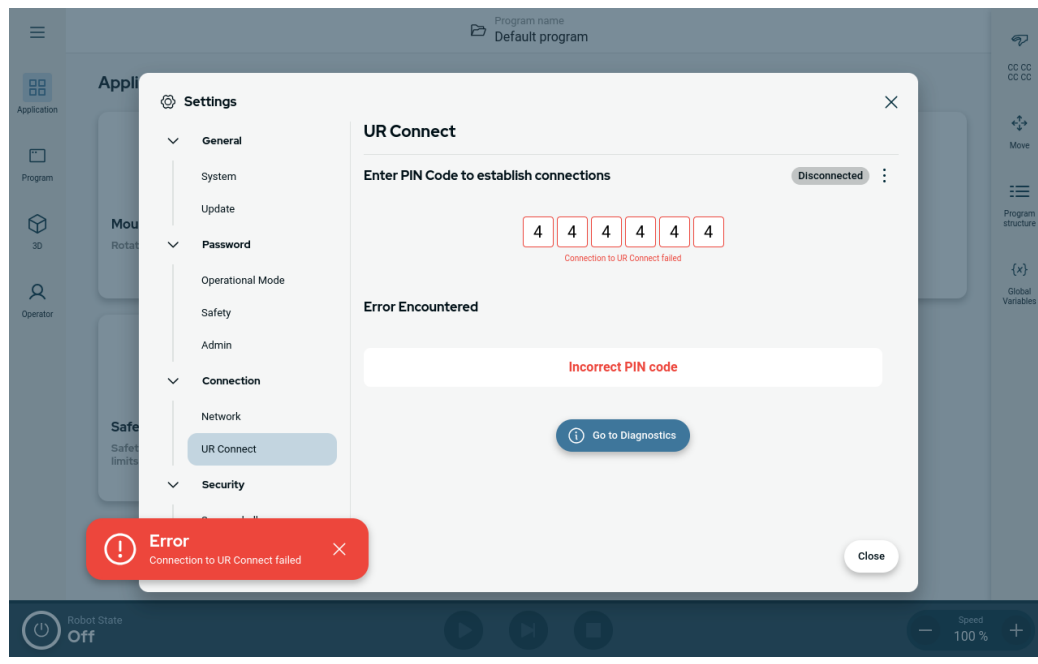 Program name
Default program
Application
Program
3D
Operator
Appli
Mou
Rotat
Safe
Safet
limits
Settings
General
System
Update
Password
Operational Mode
Safety
Admin
Connection
Network
UR Connect
Security
UR Connect
Enter PIN Code to establish connections
Disconnected
4 4 4 4 4 4
Connection to UR Connect failed
Error Encountered
Incorrect PIN code
Go to Diagnostics
Close
Error
Connection to UR Connect failed
CC CC
CC CC
Move
Program
structure
{x}
Global
Variables
Robot State
Off
Speed
100 %